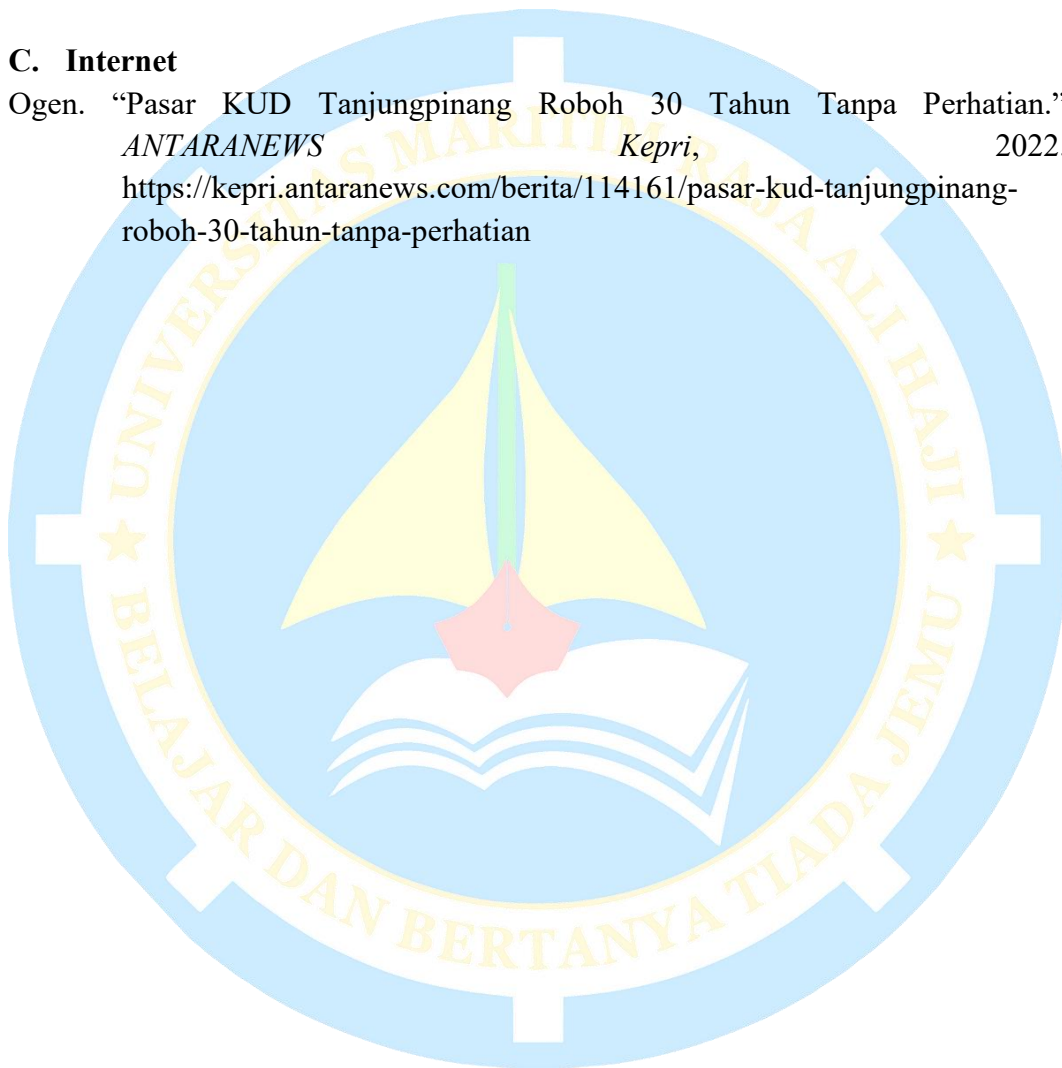 C. Internet
Ogen. “Pasar KUD Tanjungpinang Roboh 30 Tahun Tanpa Perhatian.”
ANTARANEWS Kepri, 2022.
https://kepri.antaranews.com/berita/114161/pasar-kud-tanjungpinang-
roboh-30-tahun-tanpa-perhatian
UNIVERSITAS MARITIM RAJA ALI HAJI
BELAJAR DAN BERTANYA TIADA JEMU